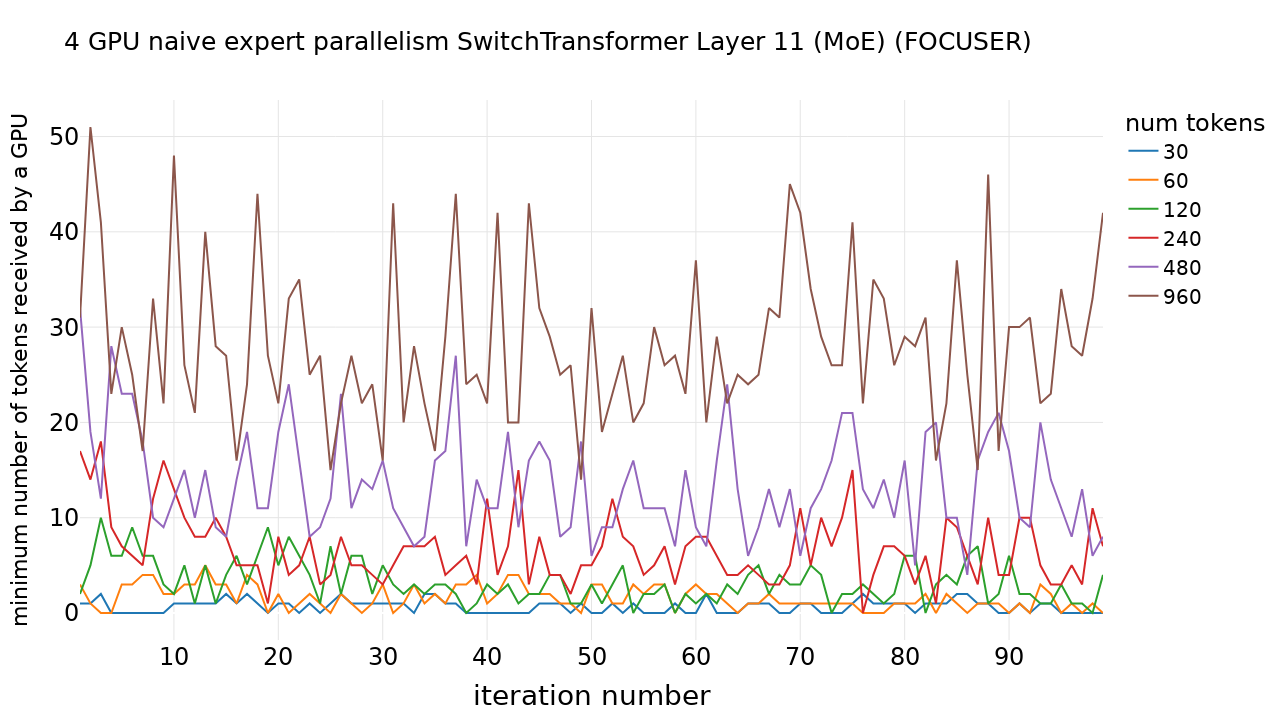 4 GPU naive expert parallelism SwitchTransformer Layer 11 (MoE) (FOCUSER)
minimum number of tokens received by a GPU
50
40
30
20
10
0
10 20 30 40 50 60 70 80 90
iteration number
num tokens
30
60
120
240
480
960